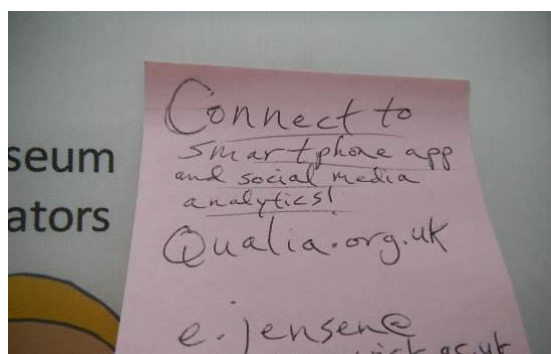 seum
ators
Connect to
smartphone app
and social media
analytics!
Qualia.org.uk
e.jensen@